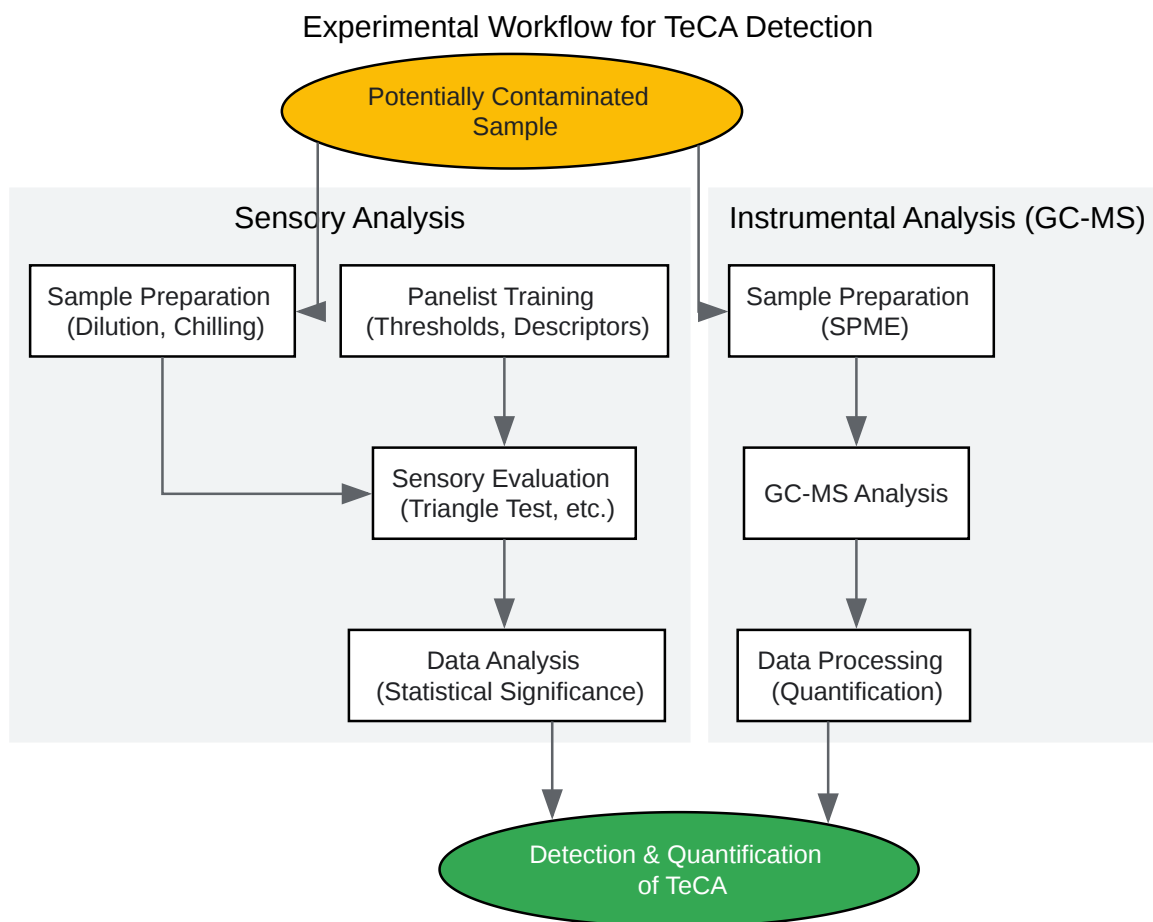 Experimental Workflow for TeCA Detection
Potentially Contaminated
Sample
Sensory Analysis
Instrumental Analysis (GC-MS)
Sample Preparation
(Dilution, Chilling)
Panelist Training
(Thresholds, Descriptors)
Sample Preparation
(SPME)
Sensory Evaluation
(Triangle Test, etc.)
GC-MS Analysis
Data Analysis
(Statistical Significance)
Data Processing
(Quantification)
Detection & Quantification
of TeCA